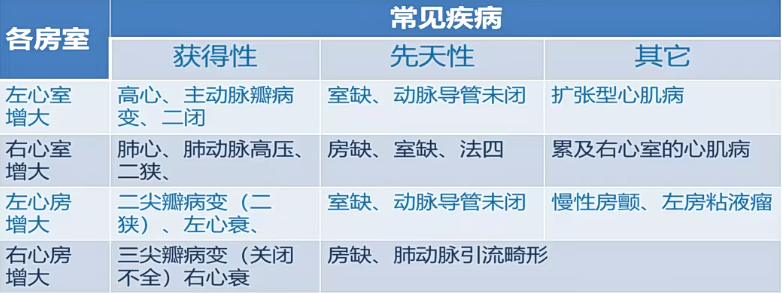 各房室
常见疾病
获得性
先天性
其它
左心室
增大
高心、主动脉瓣病
变、二闭
室缺、动脉导管未闭
扩张型心肌病
右心室
增大
肺心、肺动脉高压、
二狭、
房缺、室缺、法四
累及右心室的心肌病
左心房
增大
二尖瓣病变（二
狭）、左心衰、
室缺、动脉导管未闭
慢性房颤、左房粘液瘤
右心房
增大
三尖瓣病变（关闭
不全）右心衰
房缺、肺动脉引流畸形